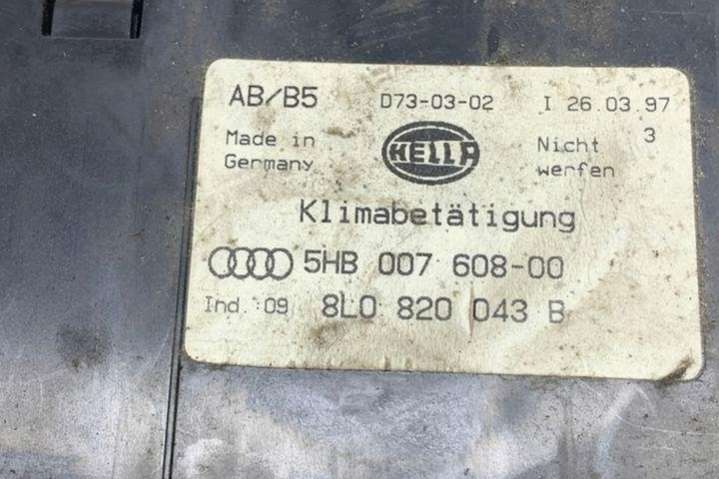 AB/B5 D73-03-02 I 26.03.97
3
Made in Germany
HELLA
Nicht werfen
Klimabetätigung
5HB 007 608-00
Ind. :09 8L0 820 043 B